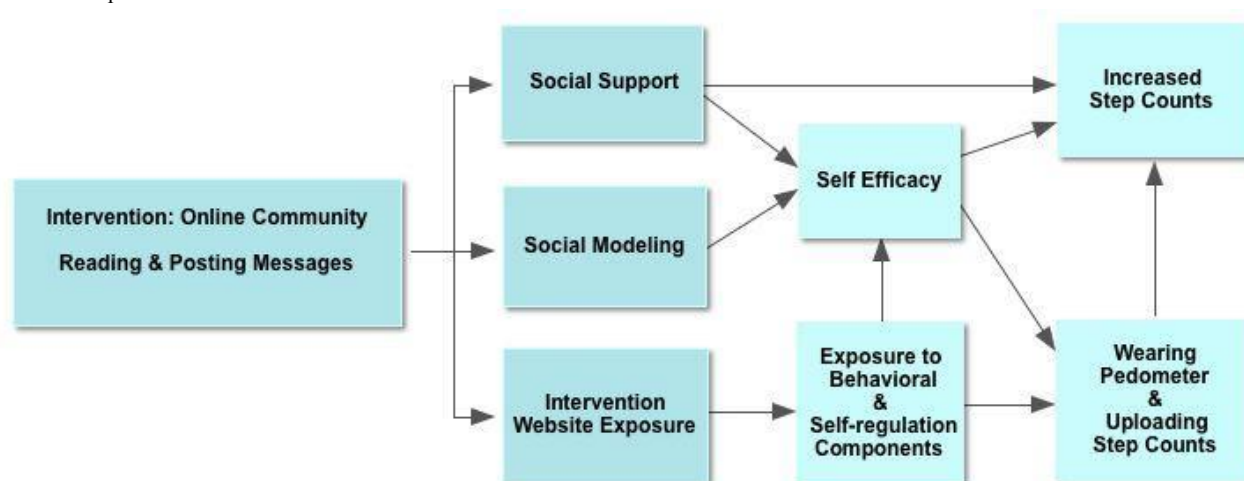 Social Support
Increased
Step Counts
Self Efficacy
Intervention: Online Community
Reading & Posting Messages
Social Modeling
Intervention
Website Exposure
Exposure to
Behavioral
&
Self-regulation
Components
Wearing
Pedometer
&
Uploading
Step Counts